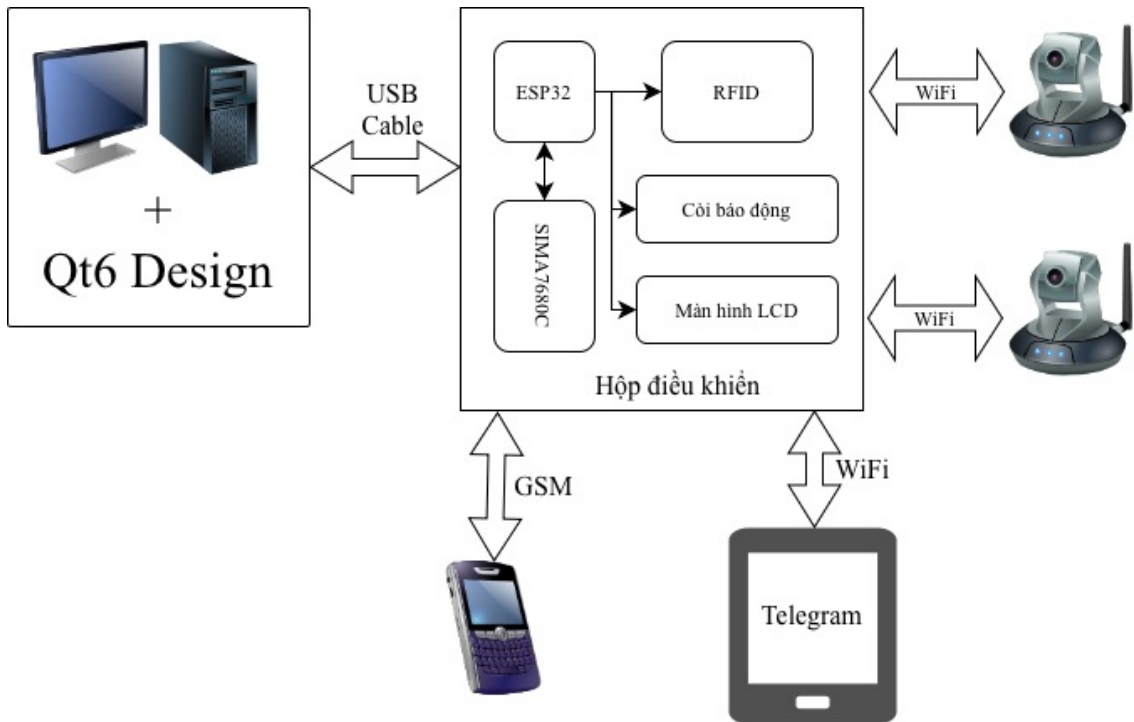 +
Qt6 Design
USB
Cable
ESP32
RFID
SIMA7680C
Còi báo động
Màn hình LCD
Hộp điều khiển
WiFi
WiFi
GSM
WiFi
Telegram